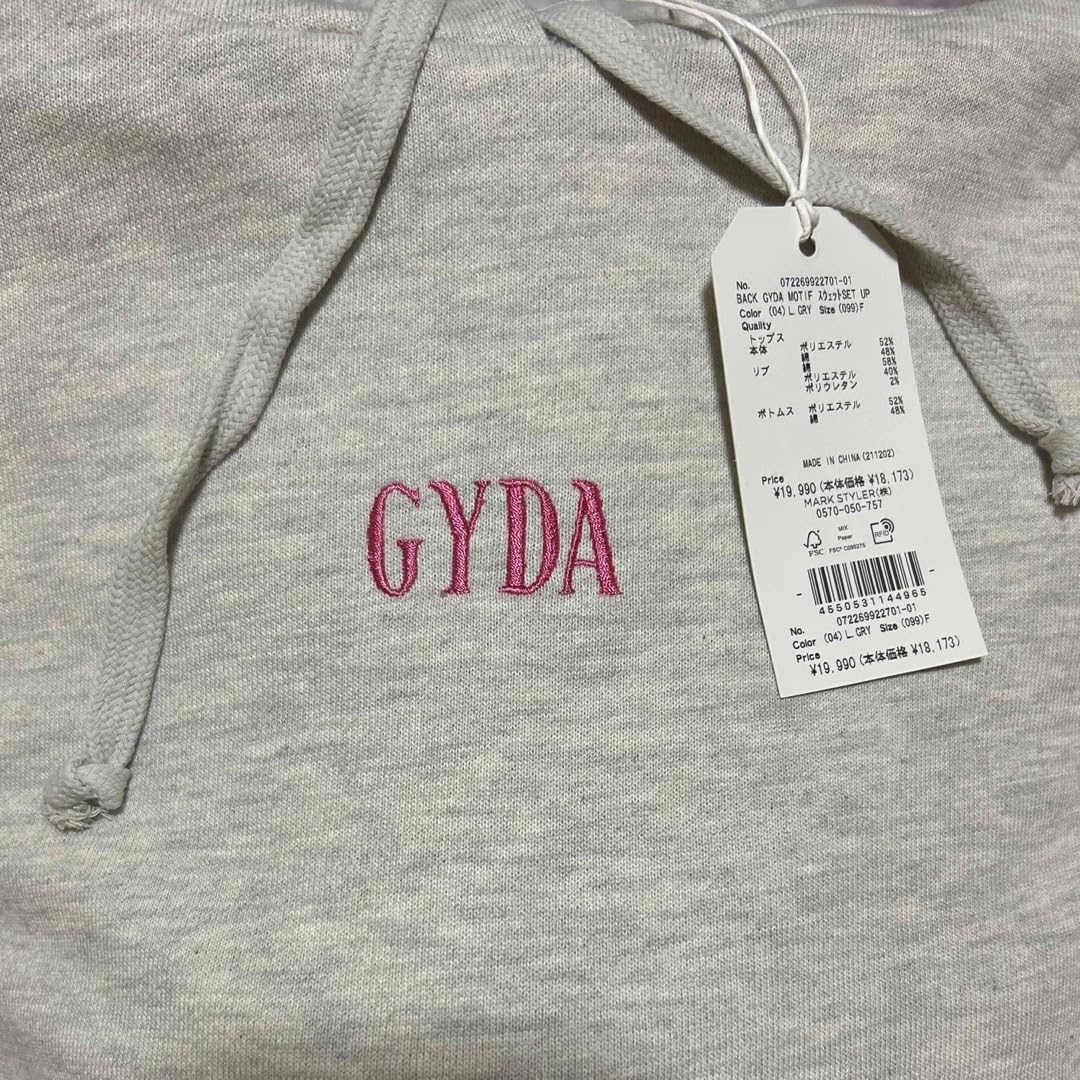 GYDA
No. 072269922701-01
BACK GYDA MOTIF ｽｳｪｯﾄSET UP
Color (04)L.GRY Size (099)F
Quality
トップス
本体 ポリエステル 52%
綿 48%
リブ 綿 58%
ポリエステル 40%
ポリウレタン 2%
ボトムス ポリエステル 52%
綿 48%
MADE IN CHINA(211202)
Price
¥19,990(本体価格 ¥18,173)
MARK STYLER(株)
0570-050-757
FSC
MIX
Paper
FSC® C095275
RFID
4550531144965
No. 072269922701-01
Color (04)L.GRY Size (099)F
Price
¥19,990(本体価格 ¥18,173)